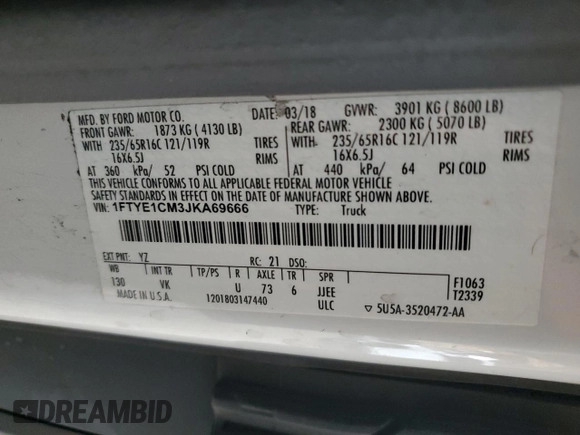 MFD. BY FORD MOTOR CO. DATE: 03/18 GVWR: 3901 KG ( 8600 LB)
FRONT GAWR: 1873 KG ( 4130 LB) REAR GAWR: 2300 KG ( 5070 LB)
WITH 235/65R16C 121/119R TIRES WITH 235/65R16C 121/119R TIRES
16X6.5J RIMS 16X6.5J RIMS
AT 360 kPa/ 52 PSI COLD AT 440 kPa/ 64 PSI COLD
THIS VEHICLE CONFORMS TO ALL APPLICABLE FEDERAL MOTOR VEHICLE
SAFETY STANDARDS IN EFFECT ON THE DATE OF MANUFACTURE SHOWN ABOVE.
VIN: 1FTYE1CM3JKA69666 TYPE: Truck
EXT PNT: YZ RC: 21 DSO:
WB INT TR TP/PS R AXLE TR SPR F1063
130 VK U 73 6 JJEE T2339
MADE IN U.S.A. 1201803147440 ULC 5U5A-3520472-AA
DREAMBID